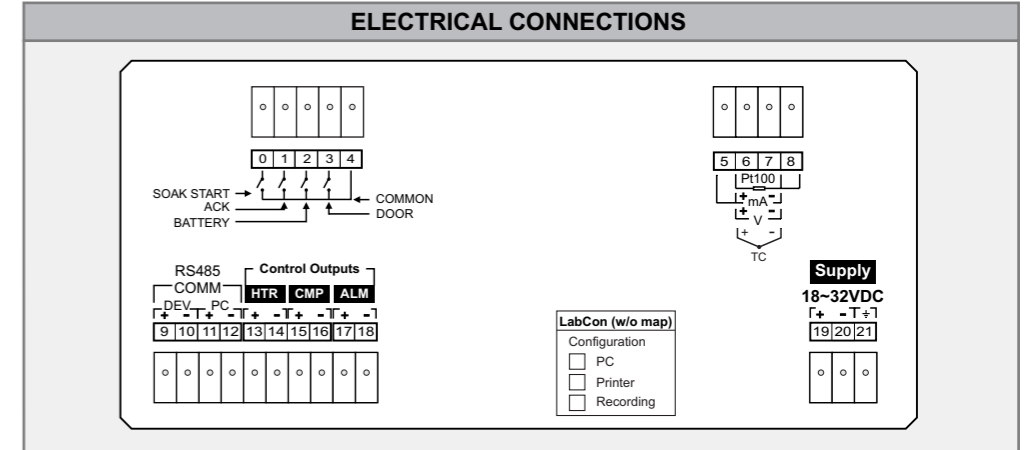 ELECTRICAL CONNECTIONS
0 1 2 3 4
SOAK START
ACK
BATTERY
COMMON
DOOR
5 6 7 8
Pt100
+ mA -
+ V -
+ -
TC
RS485
COMM
DEV PC
+ - + -
9 10 11 12
Control Outputs
HTR CMP ALM
+ - + - + -
13 14 15 16 17 18
LabCon (w/o map)
Configuration
PC
Printer
Recording
Supply
18~32VDC
+ - ÷
19 20 21